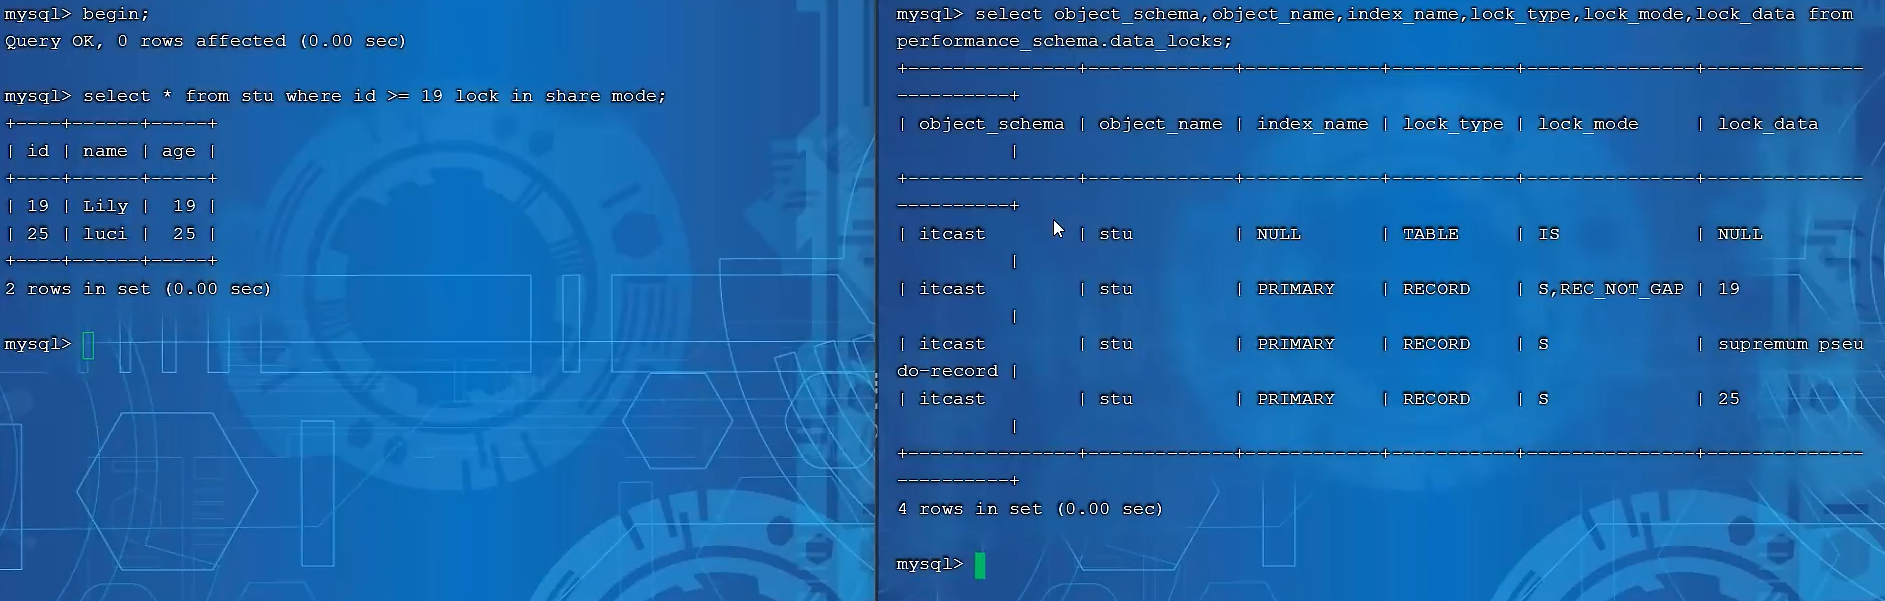 mysql> begin;
Query OK, 0 rows affected (0.00 sec)

mysql> select * from stu where id >= 19 lock in share mode;
+----+------+-----+
| id | name | age |
+----+------+-----+
| 19 | Lily |  19 |
| 25 | luci |  25 |
+----+------+-----+
2 rows in set (0.00 sec)

mysql>
mysql> select object_schema,object_name,index_name,lock_type,lock_mode,lock_data from
performance_schema.data_locks;
+---------------+-------------+------------+-----------+---------------+--------------
----------+
| object_schema | object_name | index_name | lock_type | lock_mode     | lock_data
          |
+---------------+-------------+------------+-----------+---------------+--------------
----------+
| itcast        | stu         | NULL       | TABLE     | IS            | NULL
          |
| itcast        | stu         | PRIMARY    | RECORD    | S,REC_NOT_GAP | 19
          |
| itcast        | stu         | PRIMARY    | RECORD    | S             | supremum pseu
do-record |
| itcast        | stu         | PRIMARY    | RECORD    | S             | 25
          |
+---------------+-------------+------------+-----------+---------------+--------------
----------+
4 rows in set (0.00 sec)

mysql>